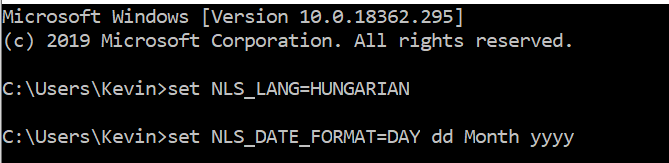 Microsoft Windows [Version 10.0.18362.295]
(c) 2019 Microsoft Corporation. All rights reserved.
C:\Users\Kevin>set NLS_LANG=HUNGARIAN
C:\Users\Kevin>set NLS_DATE_FORMAT=DAY dd Month yyyy